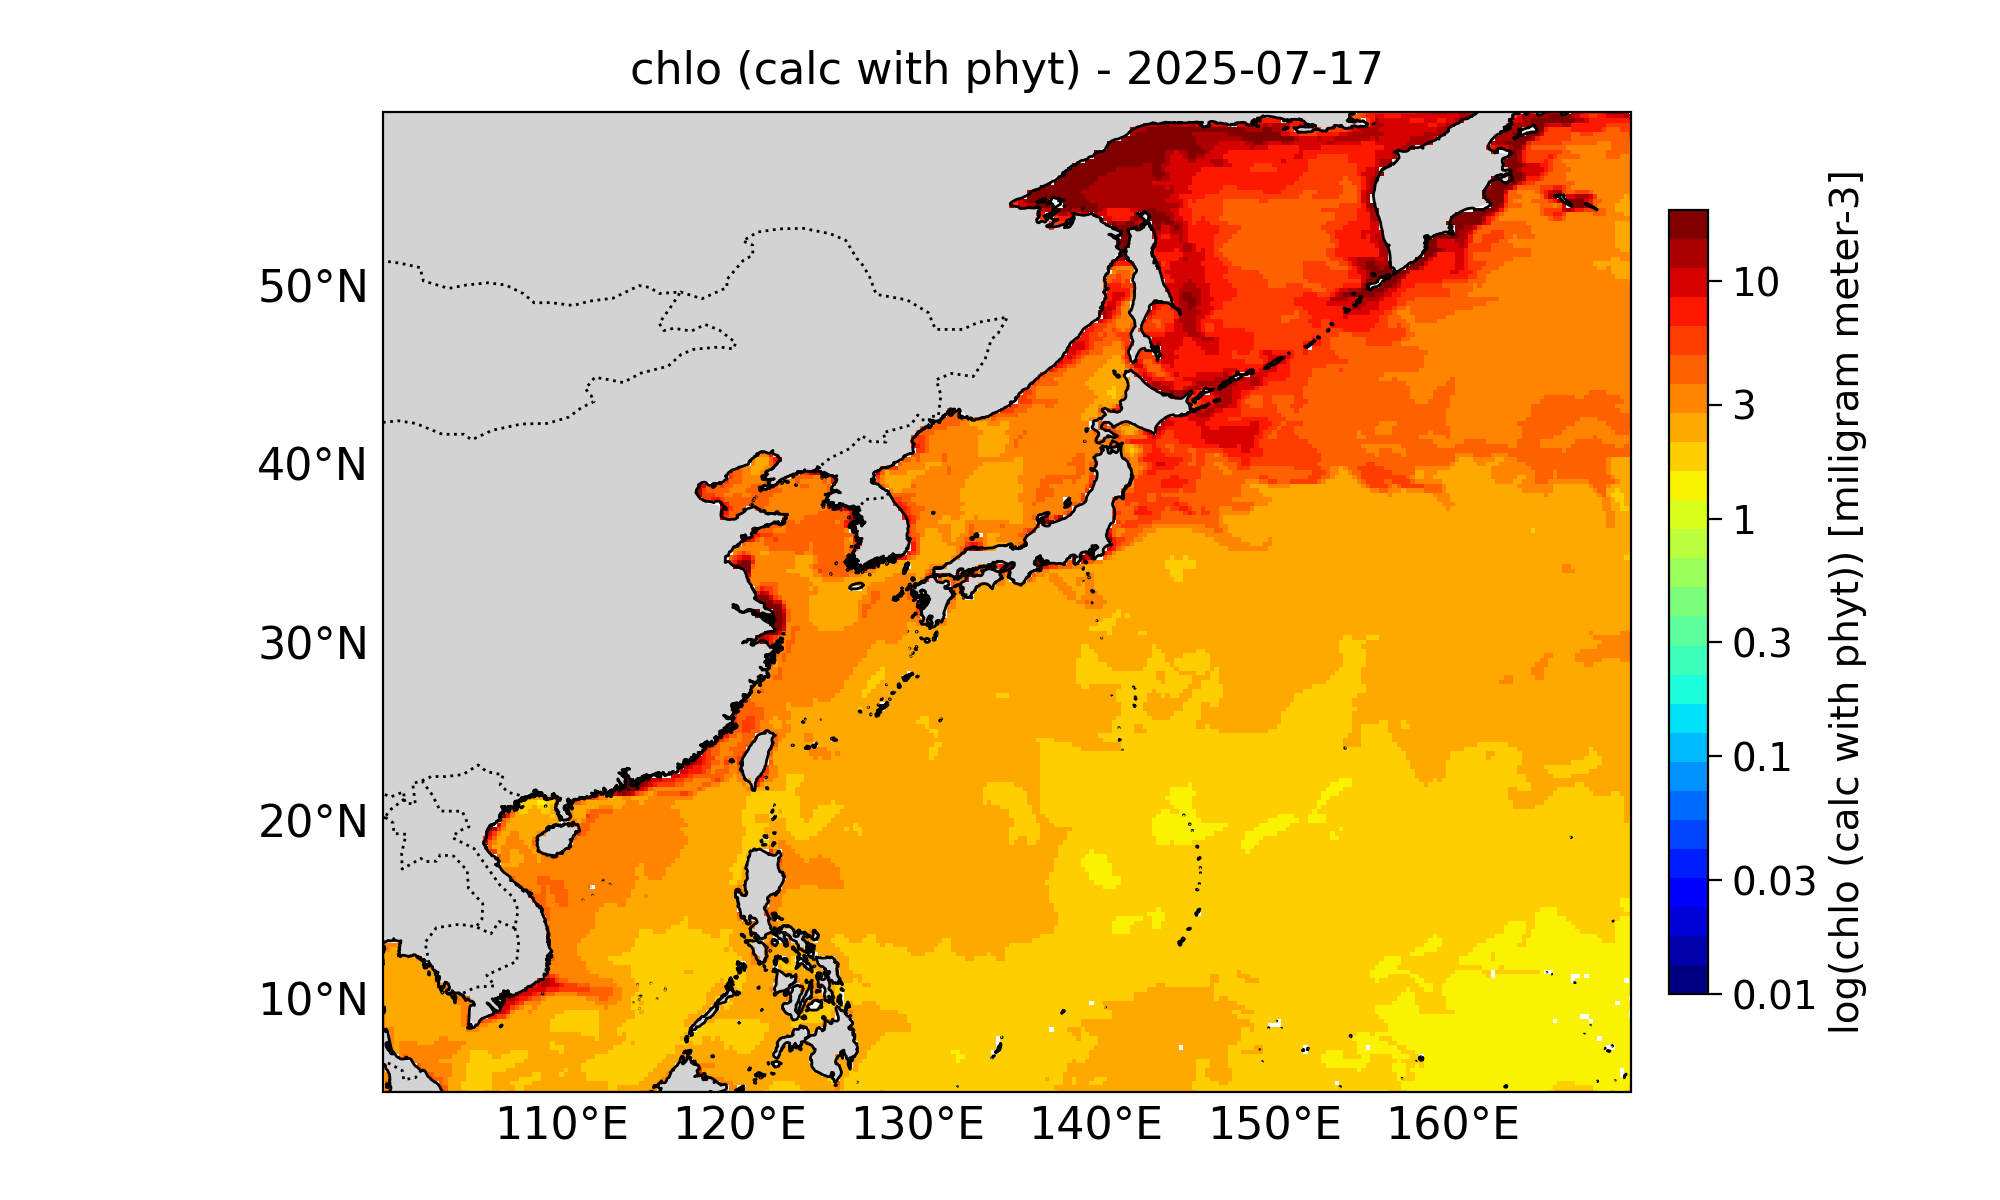 chlo (calc with phyt) - 2025-07-17
50°N
40°N
30°N
20°N
10°N
110°E 120°E 130°E 140°E 150°E 160°E
10
3
1
0.3
0.1
0.03
0.01
log(chlo (calc with phyt)) [miligram meter-3]